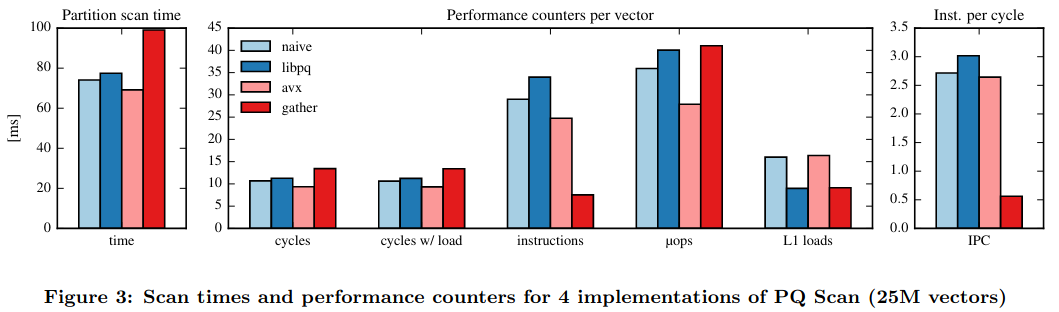 Partition scan time
Performance counters per vector
Inst. per cycle
[ms]
100
80
60
40
20
0
time
45
40
35
30
25
20
15
10
5
0
naive
libpq
avx
gather
cycles
cycles w/ load
instructions
μops
L1 loads
3.5
3.0
2.5
2.0
1.5
1.0
0.5
0.0
IPC
Figure 3: Scan times and performance counters for 4 implementations of PQ Scan (25M vectors)